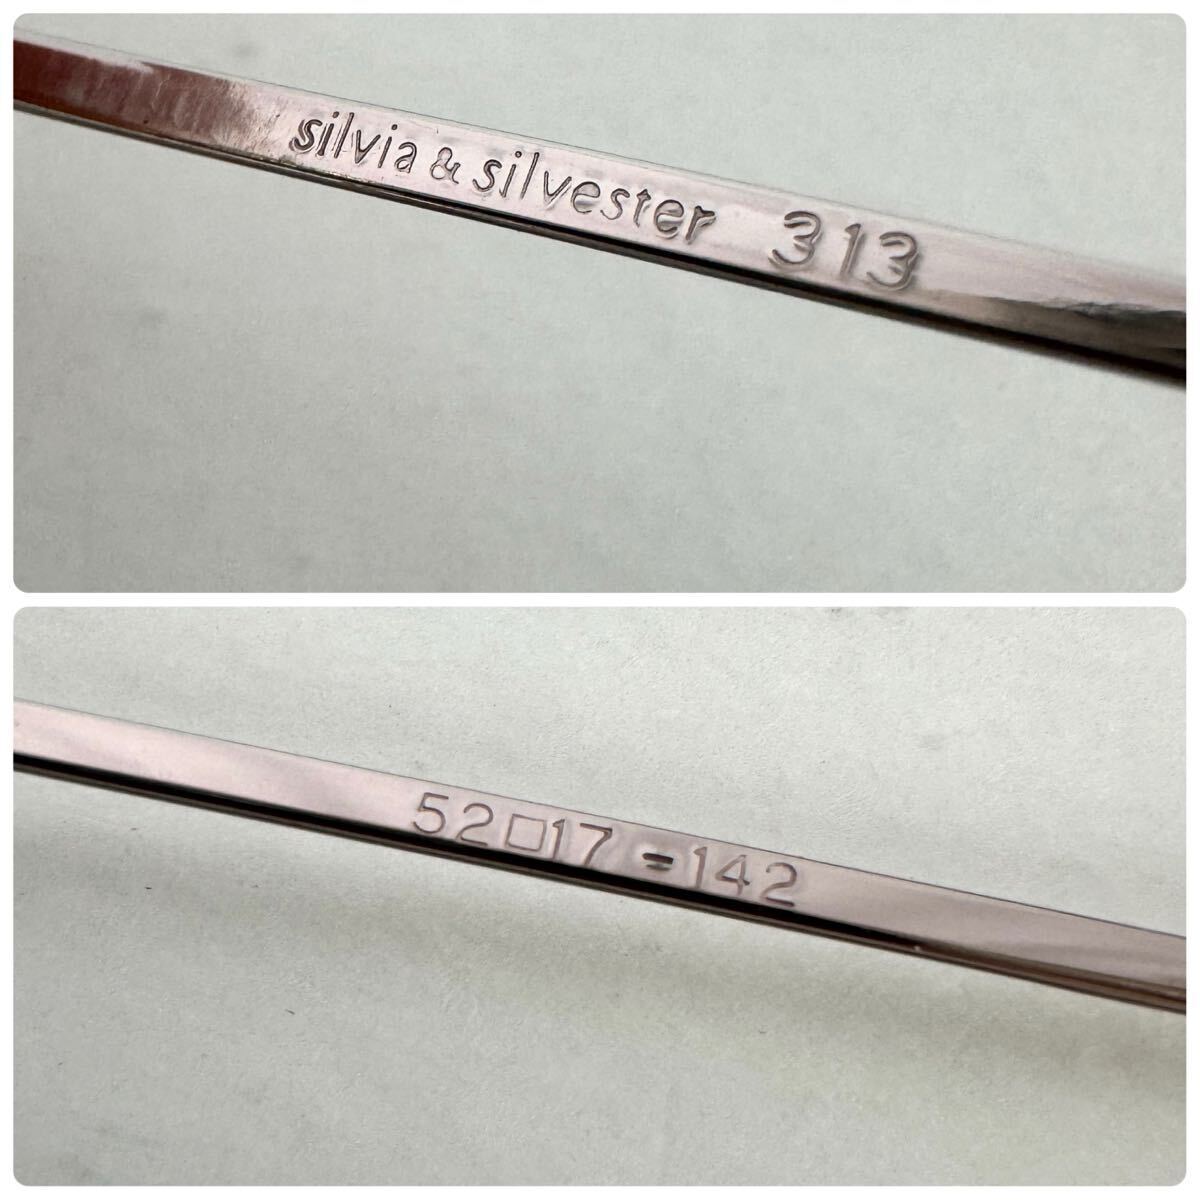 silvia & silvester 313
52□17 =142